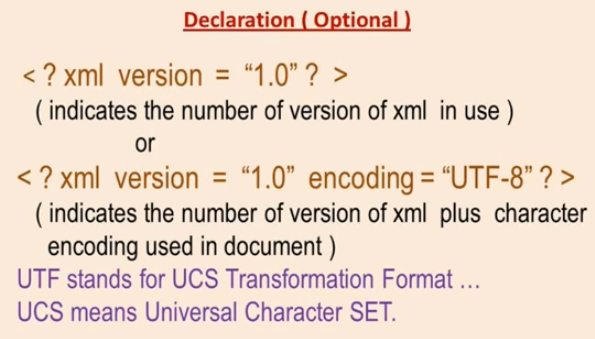 Declaration ( Optional )
< ? xml version = “1.0” ? >
( indicates the number of version of xml in use )
or
< ? xml version = “1.0” encoding = “UTF-8” ? >
( indicates the number of version of xml plus character
encoding used in document )
UTF stands for UCS Transformation Format ...
UCS means Universal Character SET.